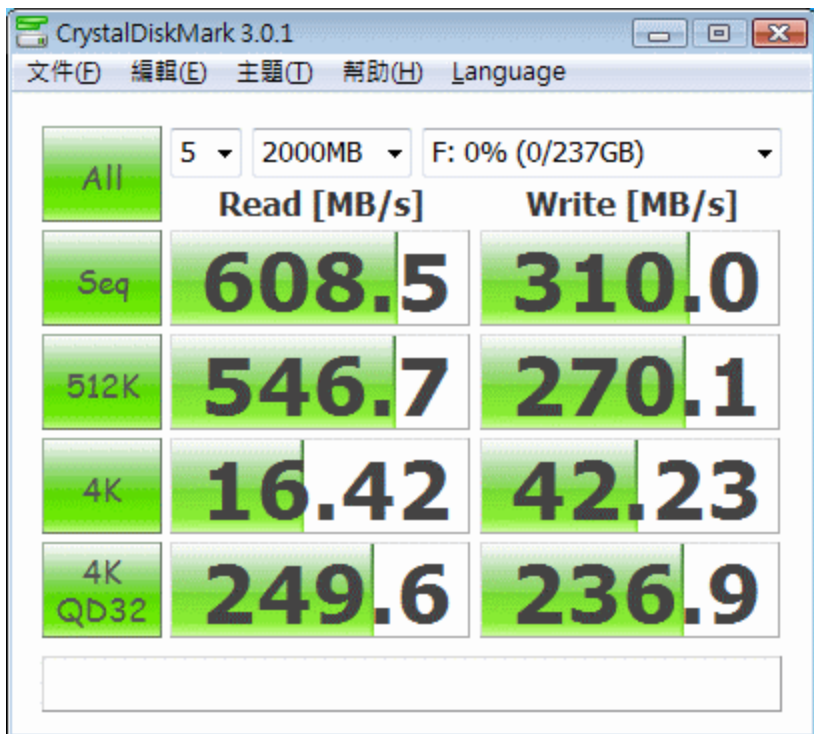 CrystalDiskMark 3.0.1
文件(F) 編輯(E) 主題(T) 幫助(H) Language
All 5 2000MB F: 0% (0/237GB)
Read [MB/s] Write [MB/s]
Seq 608.5 310.0
512K 546.7 270.1
4K 16.42 42.23
4K
QD32 249.6 236.9